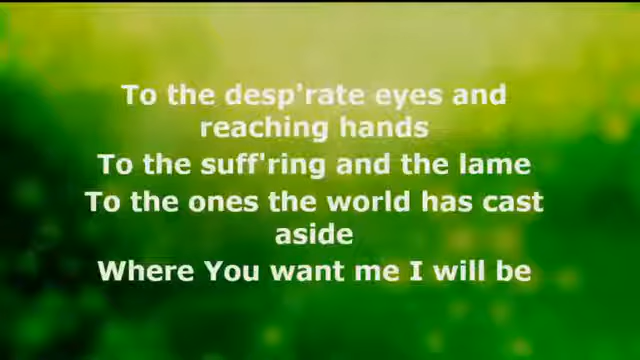 To the desp'rate eyes and
reaching hands
To the suff'ring and the lame
To the ones the world has cast
aside
Where You want me I will be